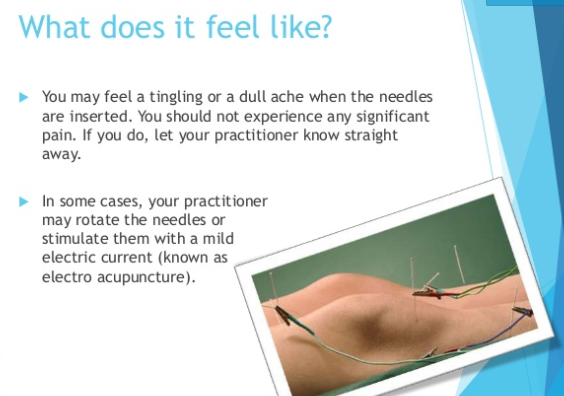 What does it feel like?
You may feel a tingling or a dull ache when the needles
are inserted. You should not experience any significant
pain. If you do, let your practitioner know straight
away.
In some cases, your practitioner
may rotate the needles or
stimulate them with a mild
electric current (known as
electro acupuncture).